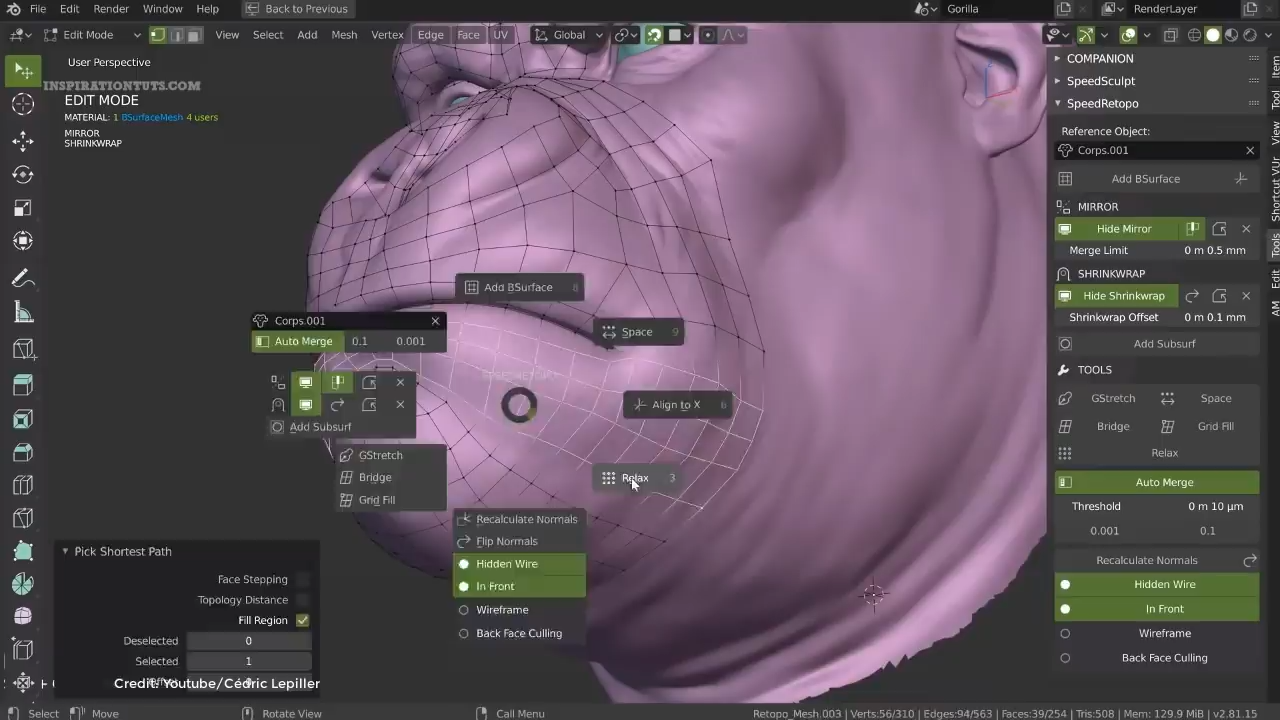 File Edit Render Window Help Back to Previous Gorilla RenderLayer
Edit Mode View Select Add Mesh Vertex Edge Face UV Global
User Perspective
INSPIRATIONTUTS.COM
EDIT MODE
MATERIAL: 1 BSurfaceMesh 4 users
MIRROR
SHRINKWRAP
Add BSurface 8
Space 9
Align to X 6
Relax 3
Corps.001
Auto Merge 0.1 0.001
Add Subsurf
GStretch
Bridge
Grid Fill
Recalculate Normals
Flip Normals
Hidden Wire
In Front
Wireframe
Back Face Culling
Pick Shortest Path
Face Stepping
Topology Distance
Fill Region
Deselected 0
Selected 1
Credit: Youtube/Cédric Lepiller
COMPANION
SpeedSculpt
SpeedRetopo
Reference Object:
Corps.001
Add BSurface
MIRROR
Hide Mirror
Merge Limit 0 m 0.5 mm
SHRINKWRAP
Hide Shrinkwrap
Shrinkwrap Offset 0 m 0.1 mm
Add Subsurf
TOOLS
GStretch Space
Bridge Grid Fill
Relax
Auto Merge
Threshold 0 m 10 µm
0.001 0.1
Recalculate Normals
Hidden Wire
In Front
Wireframe
Back Face Culling
Item
Tool
View
Shortcut VUr
Tools
Edit
AM
Select Move Rotate View Call Menu Retopo_Mesh.003 | Verts:56/310 | Edges:94/563 | Faces:39/254 | Tris:508 | Mem: 129.9 MiB | v2.81.15